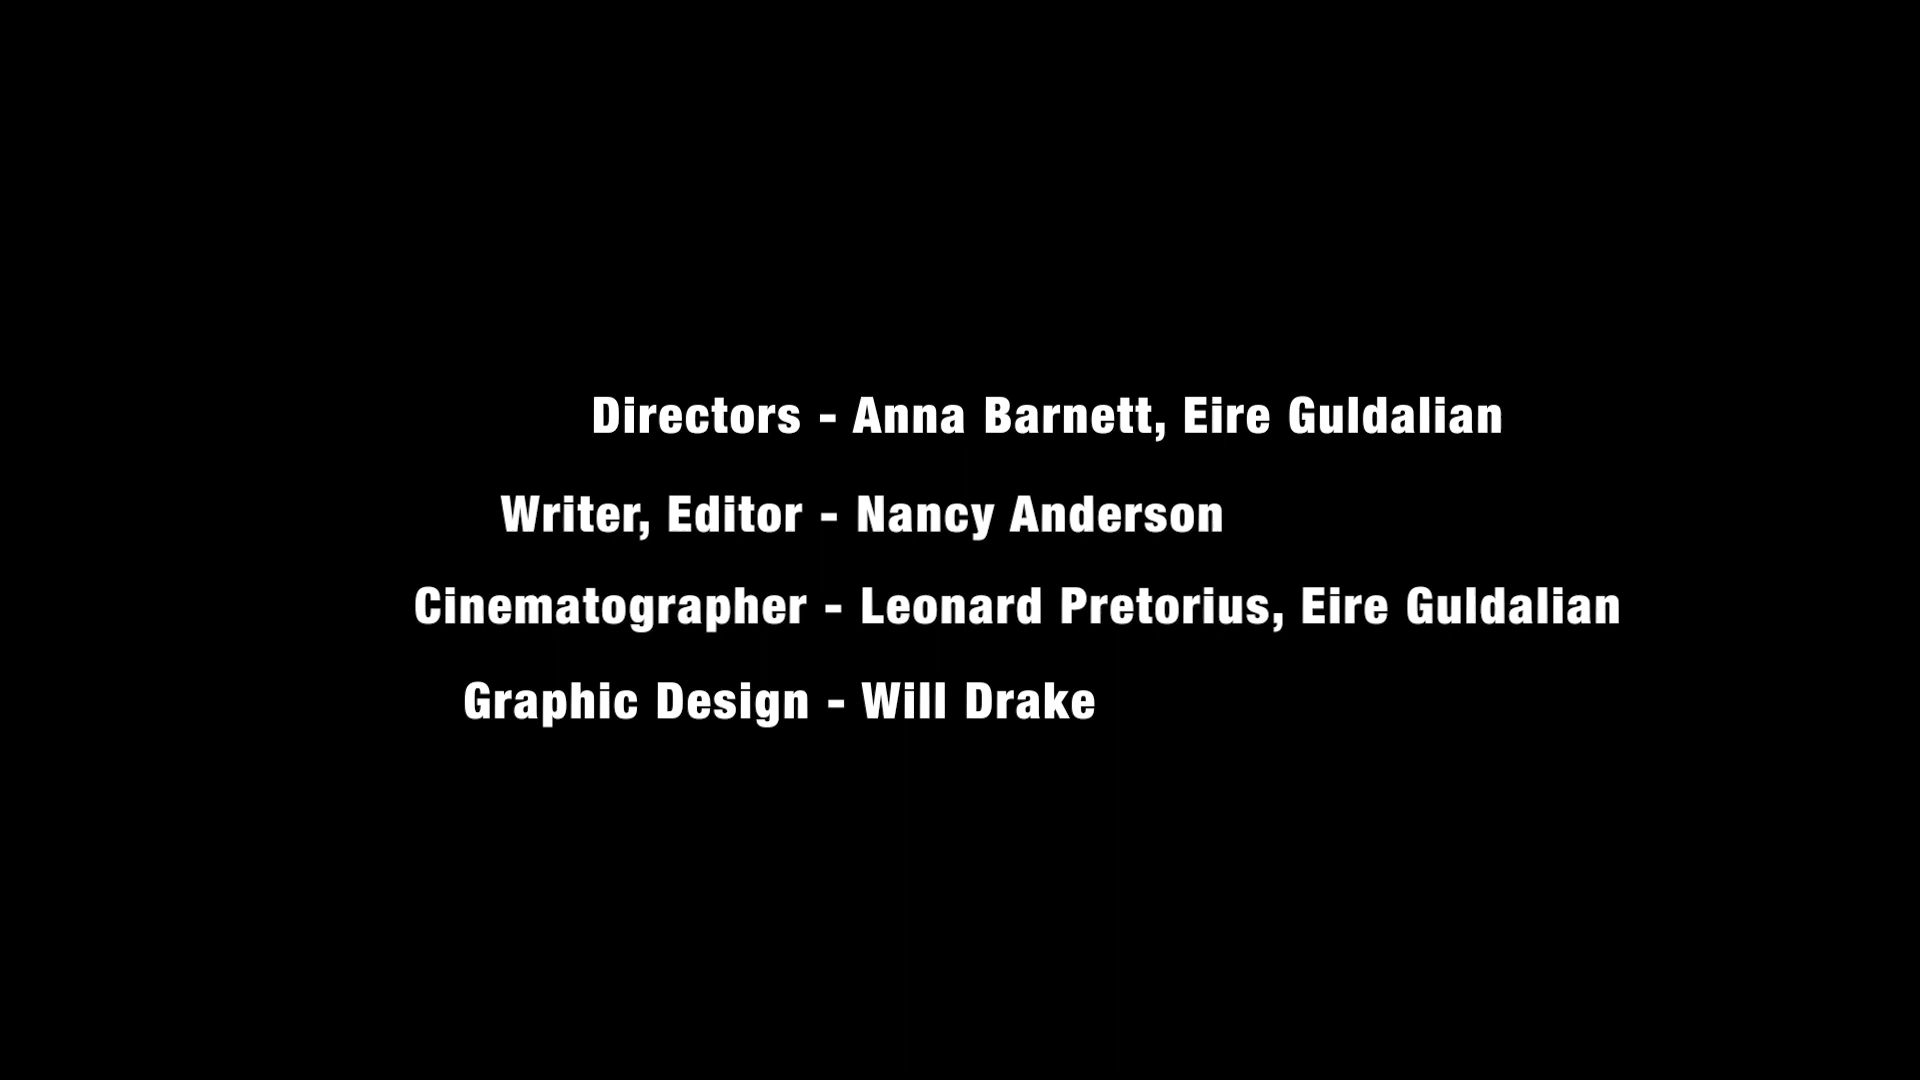 Directors - Anna Barnett, Eire Guldalian
Writer, Editor - Nancy Anderson
Cinematographer - Leonard Pretorius, Eire Guldalian
Graphic Design - Will Drake